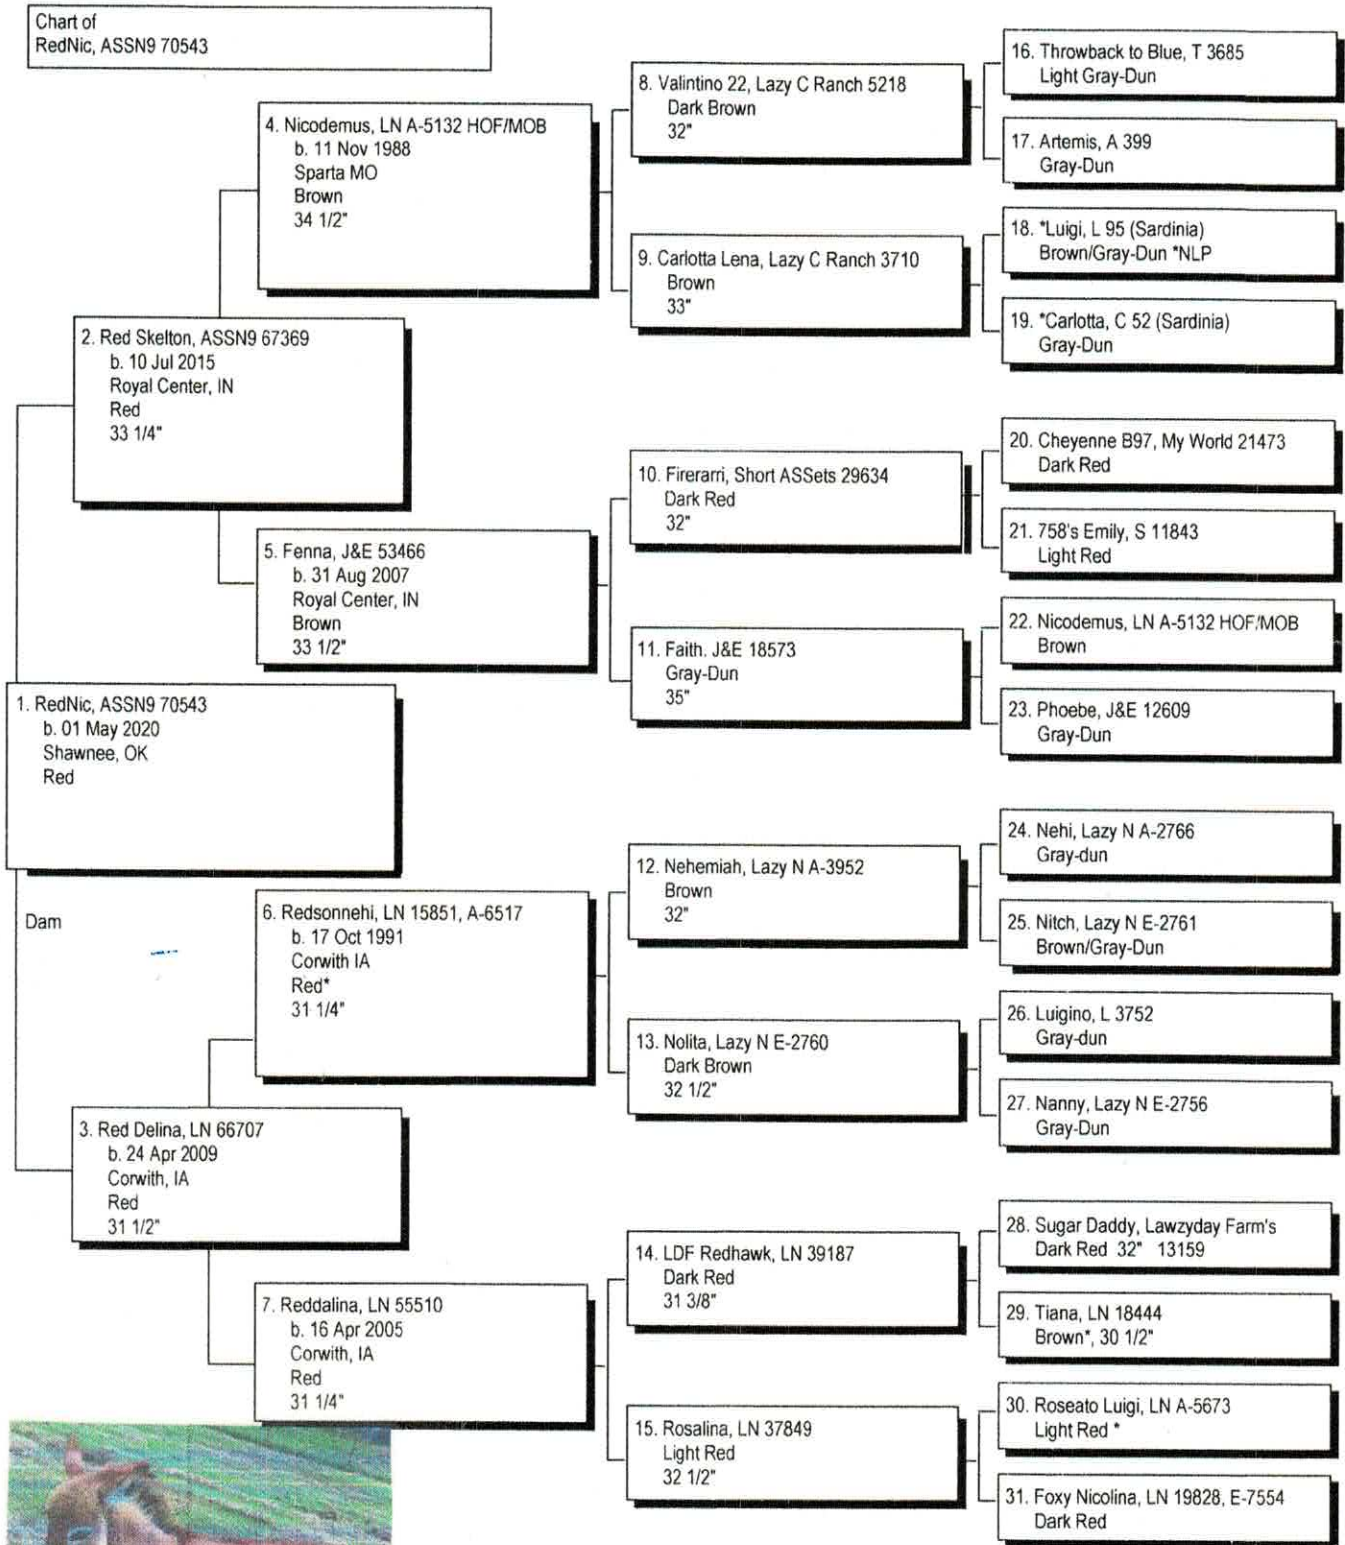 Chart of
RedNic, ASSN9 70543
1. RedNic, ASSN9 70543
b. 01 May 2020
Shawnee, OK
Red
Dam
2. Red Skelton, ASSN9 67369
b. 10 Jul 2015
Royal Center, IN
Red
33 1/4"
3. Red Delina, LN 66707
b. 24 Apr 2009
Corwith, IA
Red
31 1/2"
4. Nicodemus, LN A-5132 HOF/MOB
b. 11 Nov 1988
Sparta MO
Brown
34 1/2"
5. Fenna, J&E 53466
b. 31 Aug 2007
Royal Center, IN
Brown
33 1/2"
6. Redsonnehi, LN 15851, A-6517
b. 17 Oct 1991
Corwith IA
Red*
31 1/4"
7. Reddalina, LN 55510
b. 16 Apr 2005
Corwith, IA
Red
31 1/4"
8. Valintino 22, Lazy C Ranch 5218
Dark Brown
32"
9. Carlotta Lena, Lazy C Ranch 3710
Brown
33"
10. Firerarri, Short ASSets 29634
Dark Red
32"
11. Faith. J&E 18573
Gray-Dun
35"
12. Nehemiah, Lazy N A-3952
Brown
32"
13. Nolita, Lazy N E-2760
Dark Brown
32 1/2"
14. LDF Redhawk, LN 39187
Dark Red
31 3/8"
15. Rosalina, LN 37849
Light Red
32 1/2"
16. Throwback to Blue, T 3685
Light Gray-Dun
17. Artemis, A 399
Gray-Dun
18. *Luigi, L 95 (Sardinia)
Brown/Gray-Dun *NLP
19. *Carlotta, C 52 (Sardinia)
Gray-Dun
20. Cheyenne B97, My World 21473
Dark Red
21. 758's Emily, S 11843
Light Red
22. Nicodemus, LN A-5132 HOF/MOB
Brown
23. Phoebe, J&E 12609
Gray-Dun
24. Nehi, Lazy N A-2766
Gray-dun
25. Nitch, Lazy N E-2761
Brown/Gray-Dun
26. Luigino, L 3752
Gray-dun
27. Nanny, Lazy N E-2756
Gray-Dun
28. Sugar Daddy, Lawzyday Farm's
Dark Red 32" 13159
29. Tiana, LN 18444
Brown*, 30 1/2"
30. Roseato Luigi, LN A-5673
Light Red *
31. Foxy Nicolina, LN 19828, E-7554
Dark Red